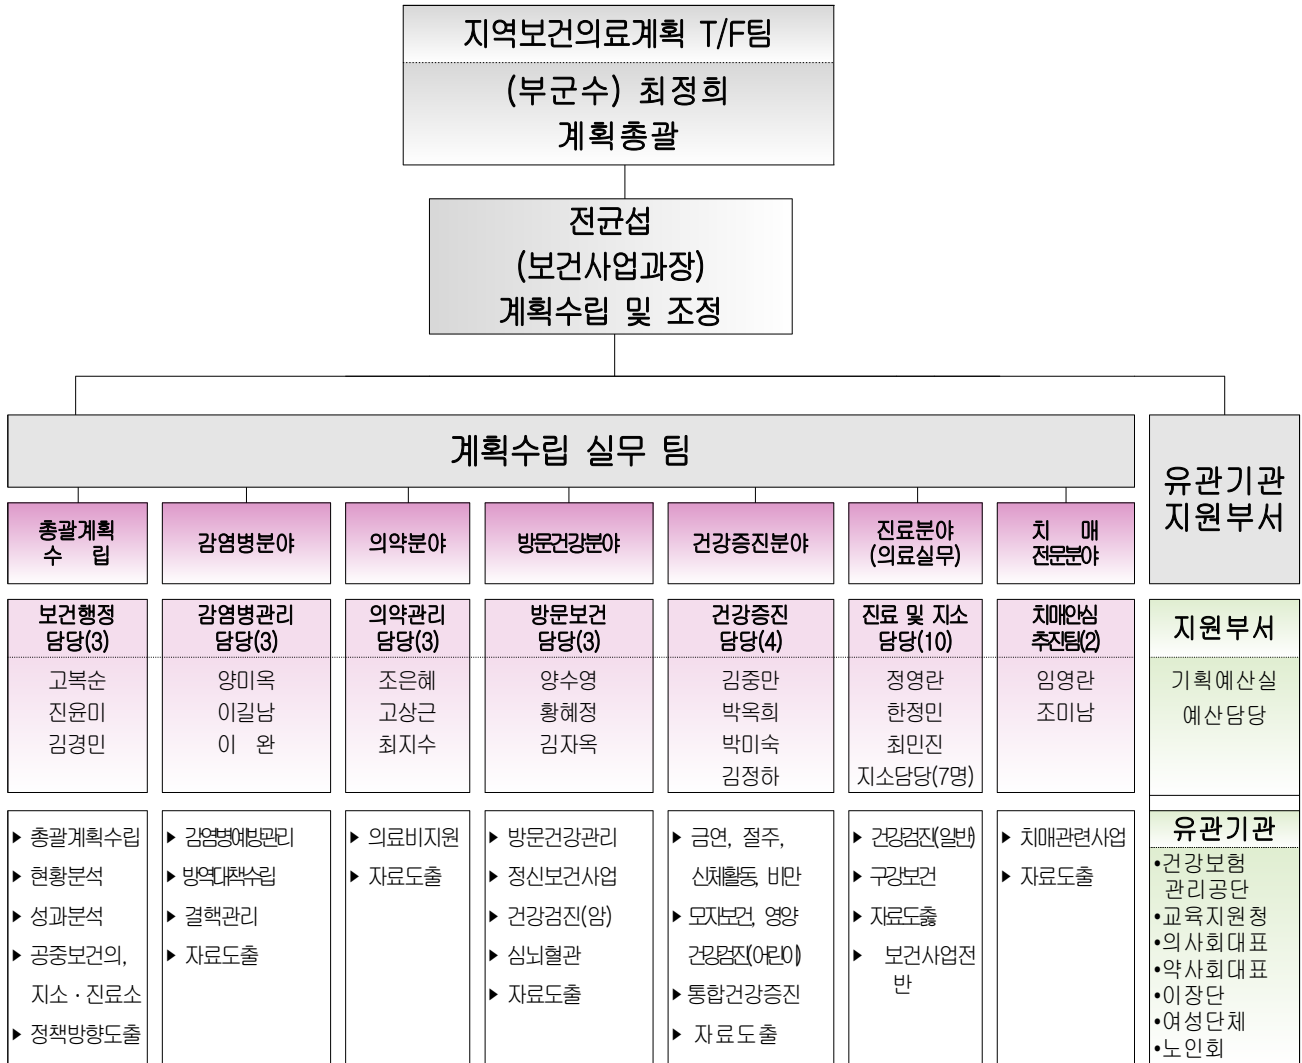 지역보건의료계획 T/F팀
(부군수) 최정희
계획총괄
전균섭
(보건사업과장)
계획수립 및 조정
계획수립 실무 팀
유관기관
지원부서
총괄계획
수 립
감염병분야
의약분야
방문건강분야
건강증진분야
진료분야
(의료실무)
치 매
전문분야
보건행정
담당(3)
고복순
진윤미
김경민
감염병관리
담당(3)
양미옥
이길남
이 완
의약관리
담당(3)
조은혜
고상근
최지수
방문보건
담당(3)
양수영
황혜정
김자옥
건강증진
담당(4)
김중만
박옥희
박미숙
김정하
진료 및 지소
담당(10)
정영란
한정민
최민진
지소담당(7명)
치매안심
추진팀(2)
임영란
조미남
지원부서
기획예산실
예산담당
▶ 총괄계획수립
▶ 현황분석
▶ 성과분석
▶ 공중보건의,
지소 · 진료소
▶ 정책방향도출
▶ 감염병예방관리
▶ 방역대책수립
▶ 결핵관리
▶ 자료도출
▶ 의료비지원
▶ 자료도출
▶ 방문건강관리
▶ 정신보건사업
▶ 건강검진(암)
▶ 심뇌혈관
▶ 자료도출
▶ 금연, 절주,
신체활동, 비만
▶ 모자보건, 영양
건강검진(어린이)
▶ 통합건강증진
▶ 자료도출
▶ 건강검진(일반)
▶ 구강보건
▶ 자료도출
▶ 보건사업전
반
▶ 치매관련사업
▶ 자료도출
유관기관
•건강보험
관리공단
•교육지원청
•의사회대표
•약사회대표
•이장단
•여성단체
•노인회